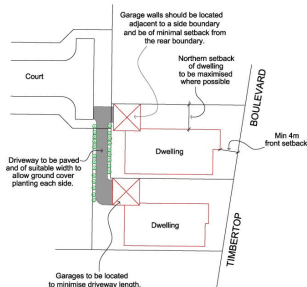 Garage walls should be located
adjacent to a side boundary
and be of minimal setback from
the rear boundary.
Northern setback
of dwelling
to be maximised
where possible
Court
BOULEVARD
Min 4m
front setback
Dwelling
Driveway to be paved
and of suitable width to
allow ground cover
planting each side.
Dwelling
TIMBERTOP
Garages to be located
to minimise driveway length.